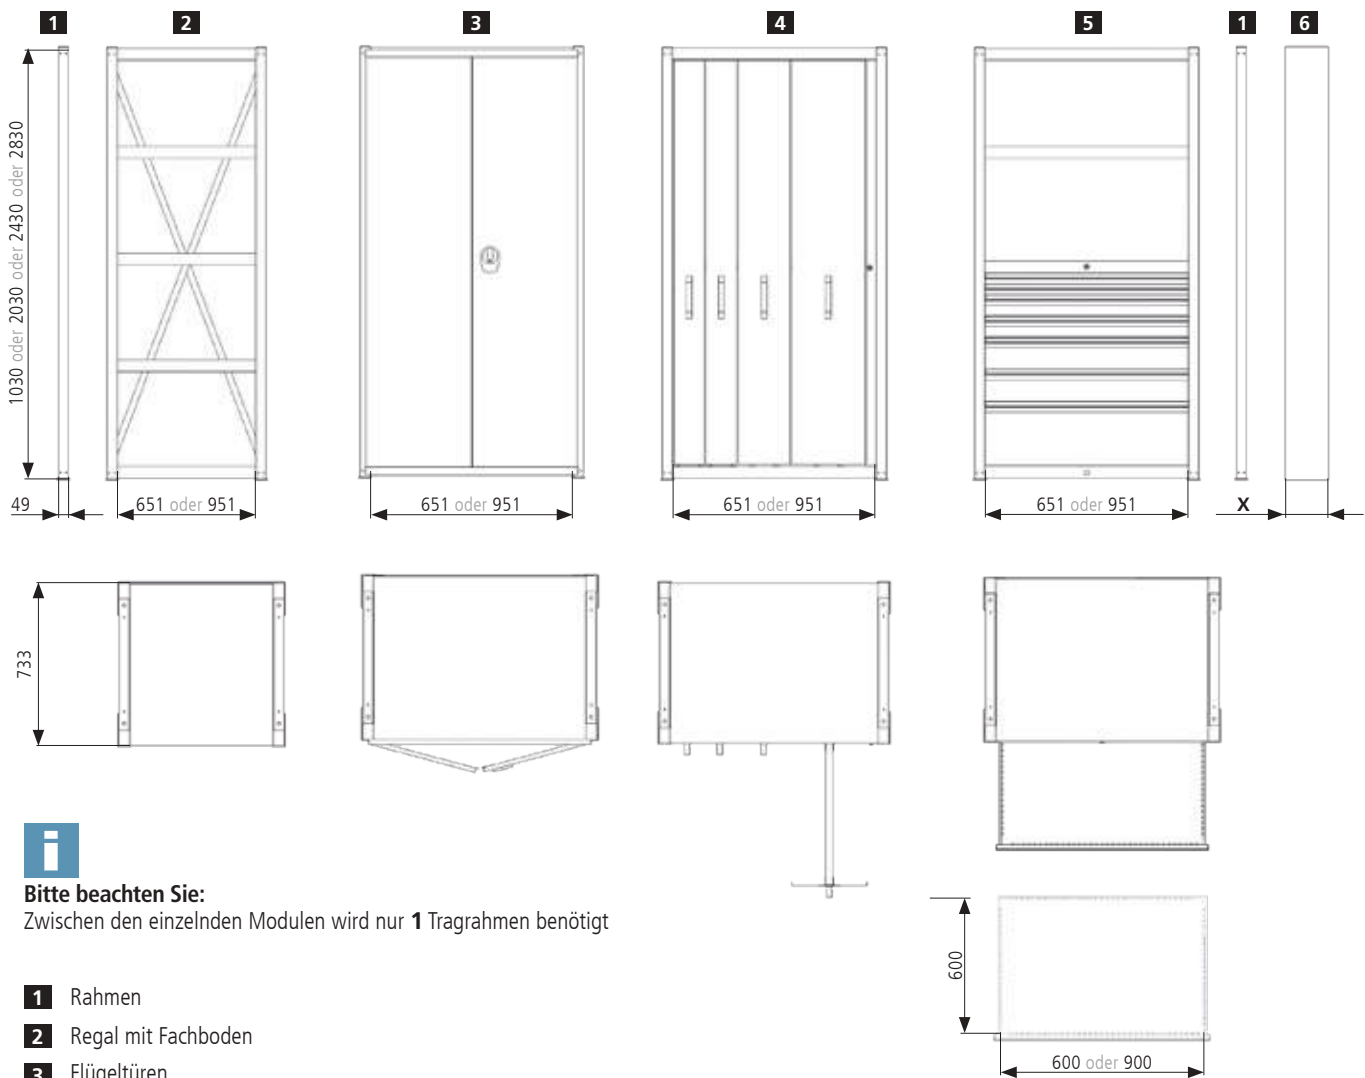 1 2 3 4 5 1 6
1030 oder 2030 oder 2430 oder 2830
49 651 oder 951 651 oder 951 651 oder 951 651 oder 951 X
733
i
Bitte beachten Sie:
Zwischen den einzelnden Modulen wird nur 1 Tragrahmen benötigt
600
600 oder 900
1 Rahmen
2 Regal mit Fachboden
3 Flügeltüren